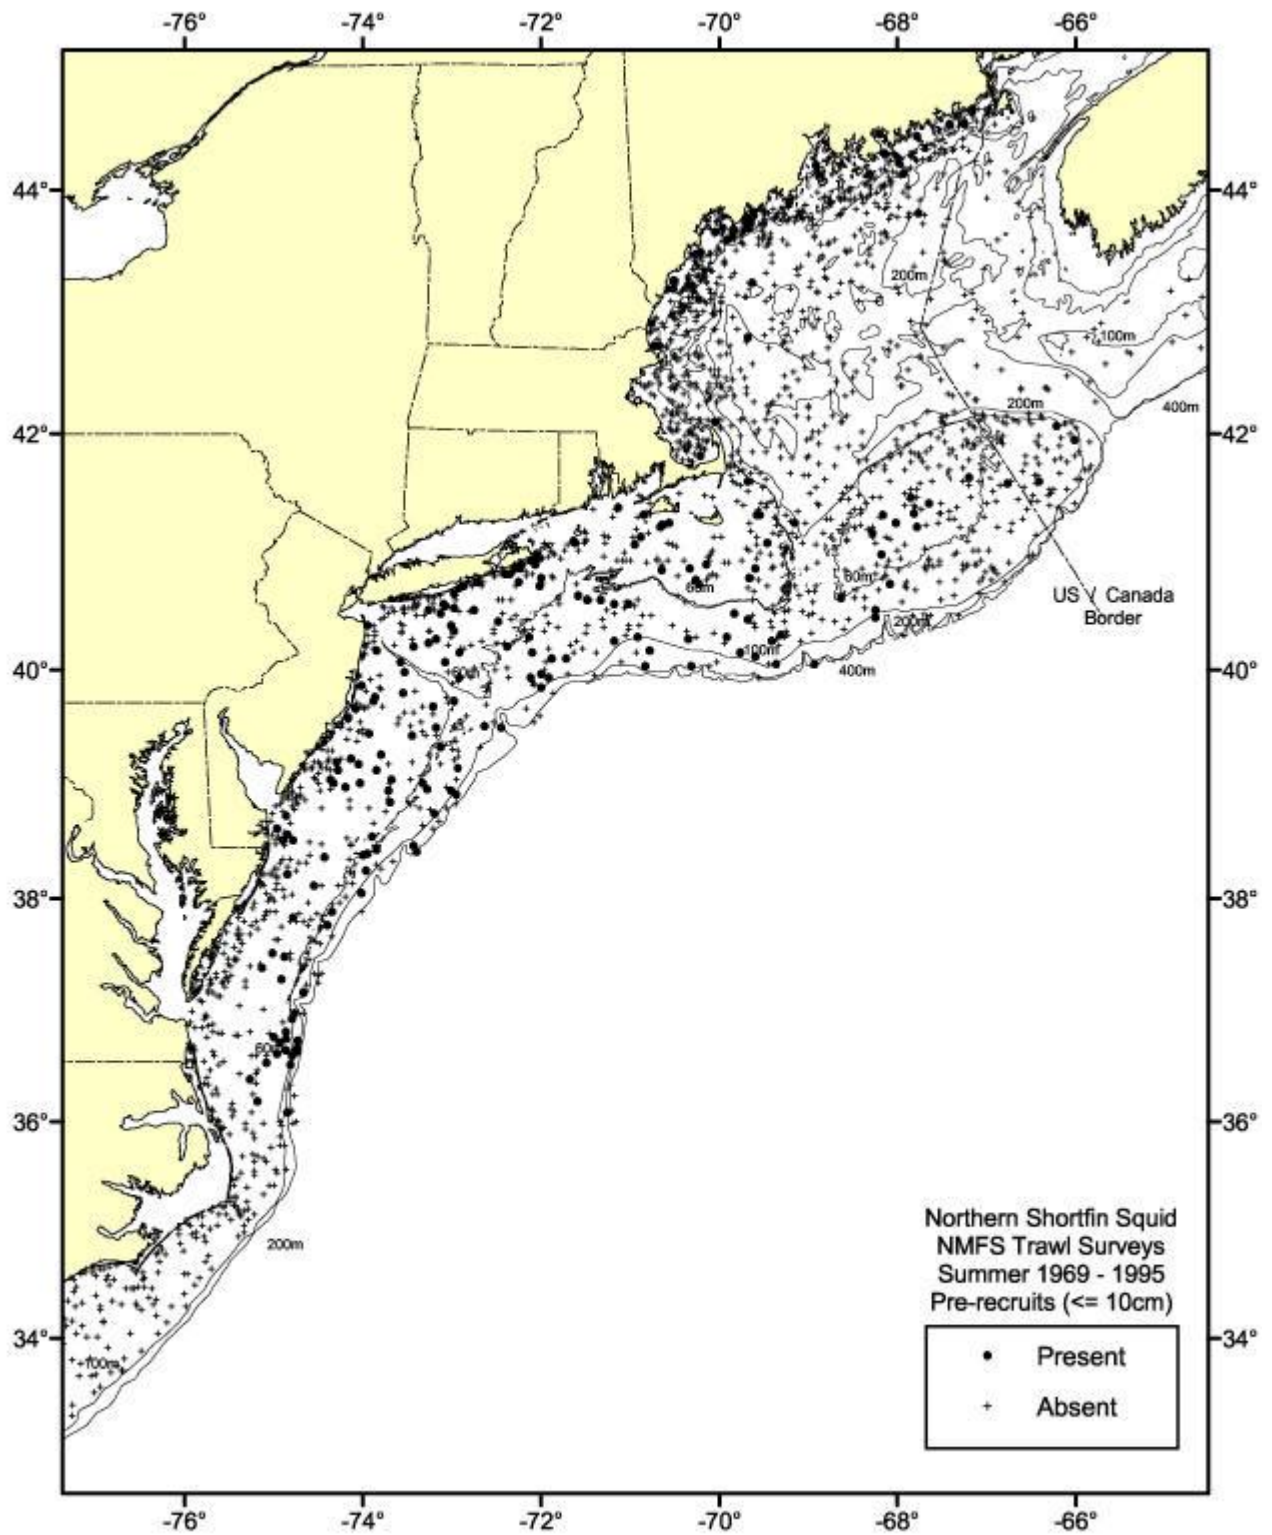 -76° -74° -72° -70° -68° -66°
44° 44°
200m
100m
200m
400m
42° 42°
60m
US / Canada
Border
200m
100m
40° 400m 40°
38° 38°
60m
36° 36°
200m
Northern Shortfin Squid
NMFS Trawl Surveys
Summer 1969 - 1995
Pre-recruits (<= 10cm)
34° 34°
Present
100m
Absent
-76° -74° -72° -70° -68° -66°